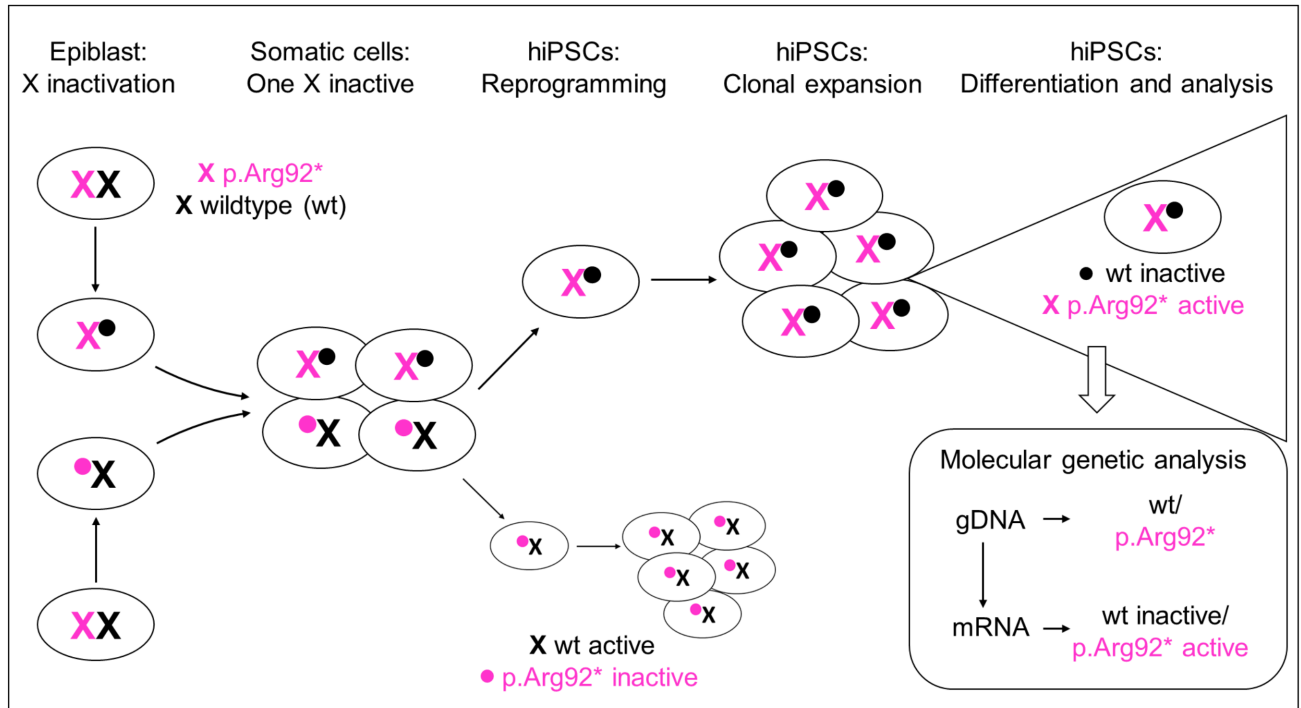 Epiblast:
X inactivation
Somatic cells:
One X inactive
hiPSCs:
Reprogramming
hiPSCs:
Clonal expansion
hiPSCs:
Differentiation and analysis
XX
X p.Arg92*
X wildtype (wt)
X
X
XX
X
X
X
X
X
X
X
X
X
X
X
wt inactive
X p.Arg92* active
X
X
X
X
X
X
X wt active
p.Arg92* inactive
Molecular genetic analysis
gDNA
wt/
p.Arg92*
mRNA
wt inactive/
p.Arg92* active